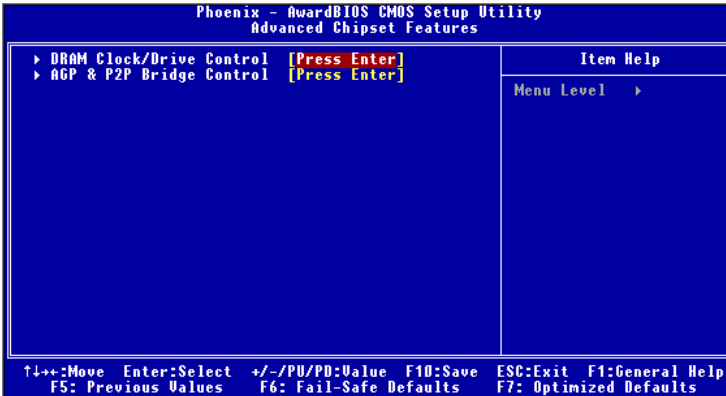 Phoenix - AwardBIOS CMOS Setup Utility
Advanced Chipset Features
▸ DRAM Clock/Drive Control [Press Enter]
▸ AGP & P2P Bridge Control [Press Enter]
Item Help
Menu Level ▸
↑↓→←:Move Enter:Select +/-/PU/PD:Value F10:Save ESC:Exit F1:General Help
F5: Previous Values F6: Fail-Safe Defaults F7: Optimized Defaults